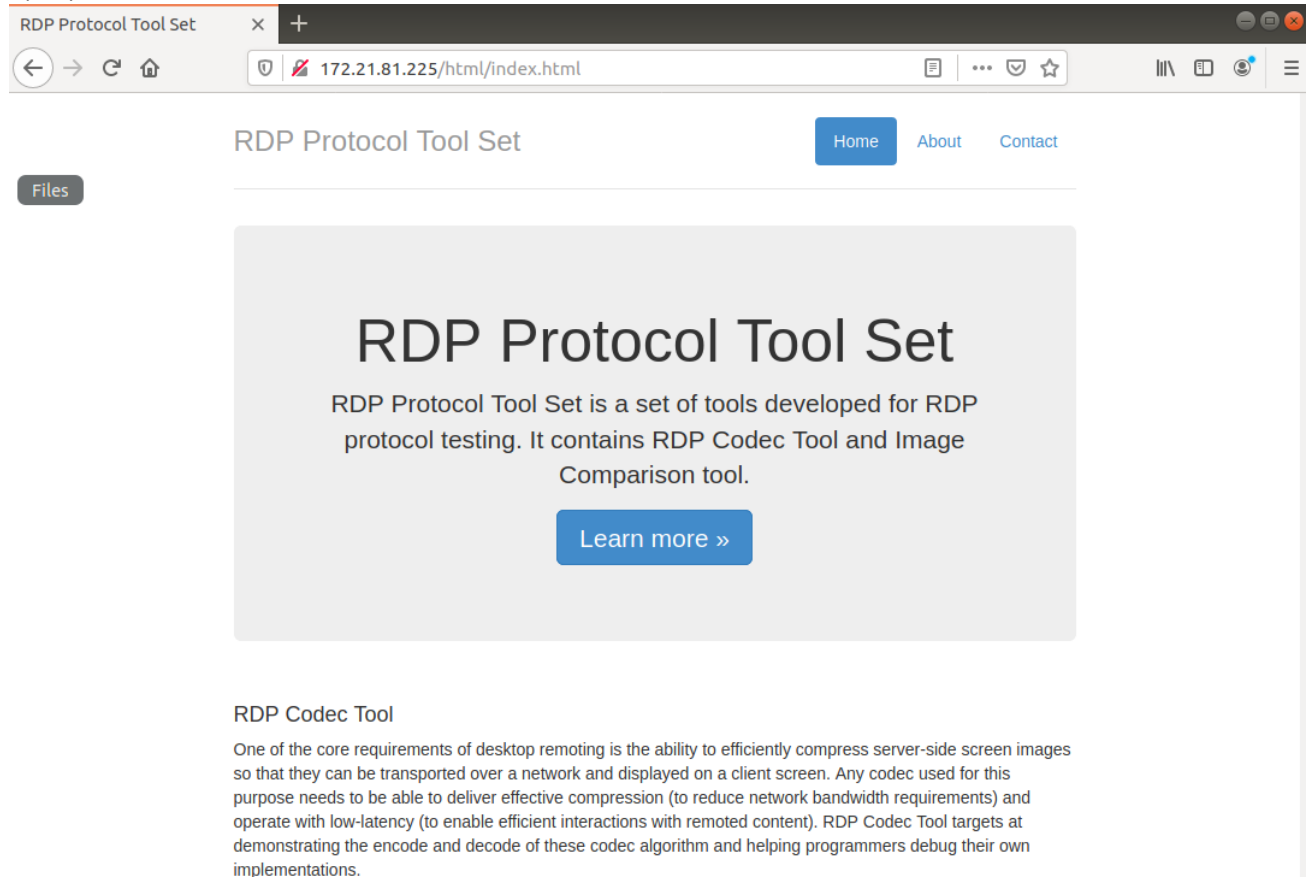 RDP Protocol Tool Set
172.21.81.225/html/index.html
RDP Protocol Tool Set
Home
About
Contact
Files
RDP Protocol Tool Set
RDP Protocol Tool Set is a set of tools developed for RDP
protocol testing. It contains RDP Codec Tool and Image
Comparison tool.
Learn more »
RDP Codec Tool
One of the core requirements of desktop remoting is the ability to efficiently compress server-side screen images
so that they can be transported over a network and displayed on a client screen. Any codec used for this
purpose needs to be able to deliver effective compression (to reduce network bandwidth requirements) and
operate with low-latency (to enable efficient interactions with remoted content). RDP Codec Tool targets at
demonstrating the encode and decode of these codec algorithm and helping programmers debug their own
implementations.